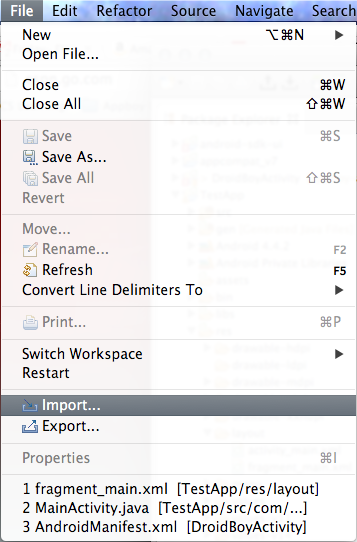 File Edit Refactor Source Navigate Search
New ⌥⌘N ▶
Open File...
Close ⌘W
Close All ⇧⌘W
Save ⌘S
Save As...
Save All ⇧⌘S
Revert
Move...
Rename... F2
Refresh F5
Convert Line Delimiters To ▶
Print... ⌘P
Switch Workspace ▶
Restart
Import...
Export...
Properties ⌘I
1 fragment_main.xml [TestApp/res/layout]
2 MainActivity.java [TestApp/src/com/...]
3 AndroidManifest.xml [DroidBoyActivity]